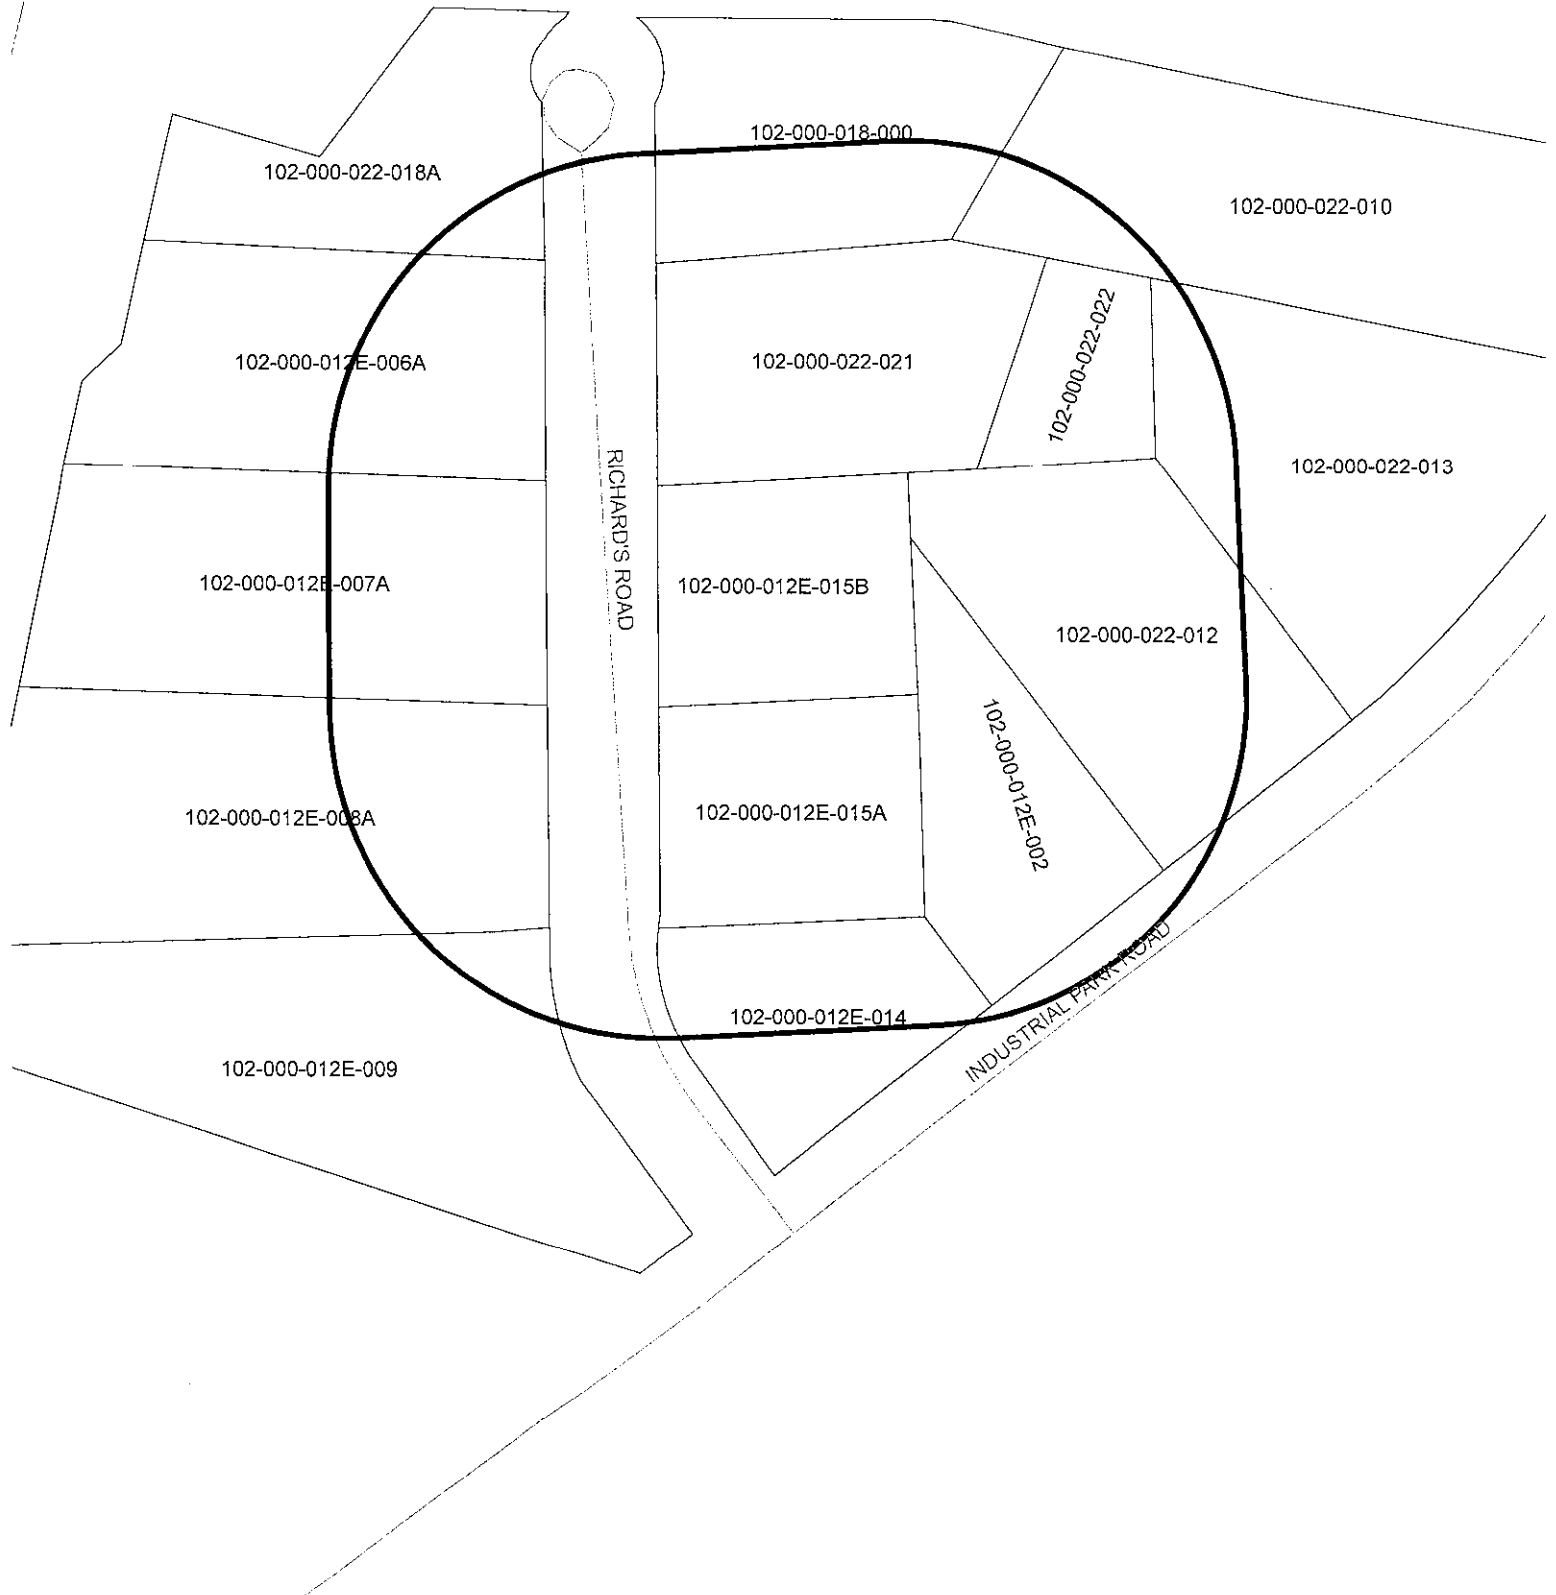 102-000-018-000
102-000-022-018A
102-000-022-010
102-000-012E-006A
102-000-022-021
102-000-022-022
102-000-022-013
RICHARD'S ROAD
102-000-012E-007A
102-000-012E-015B
102-000-022-012
102-000-012E-002
102-000-012E-008A
102-000-012E-015A
102-000-012E-014
INDUSTRIAL PARK ROAD
102-000-012E-009